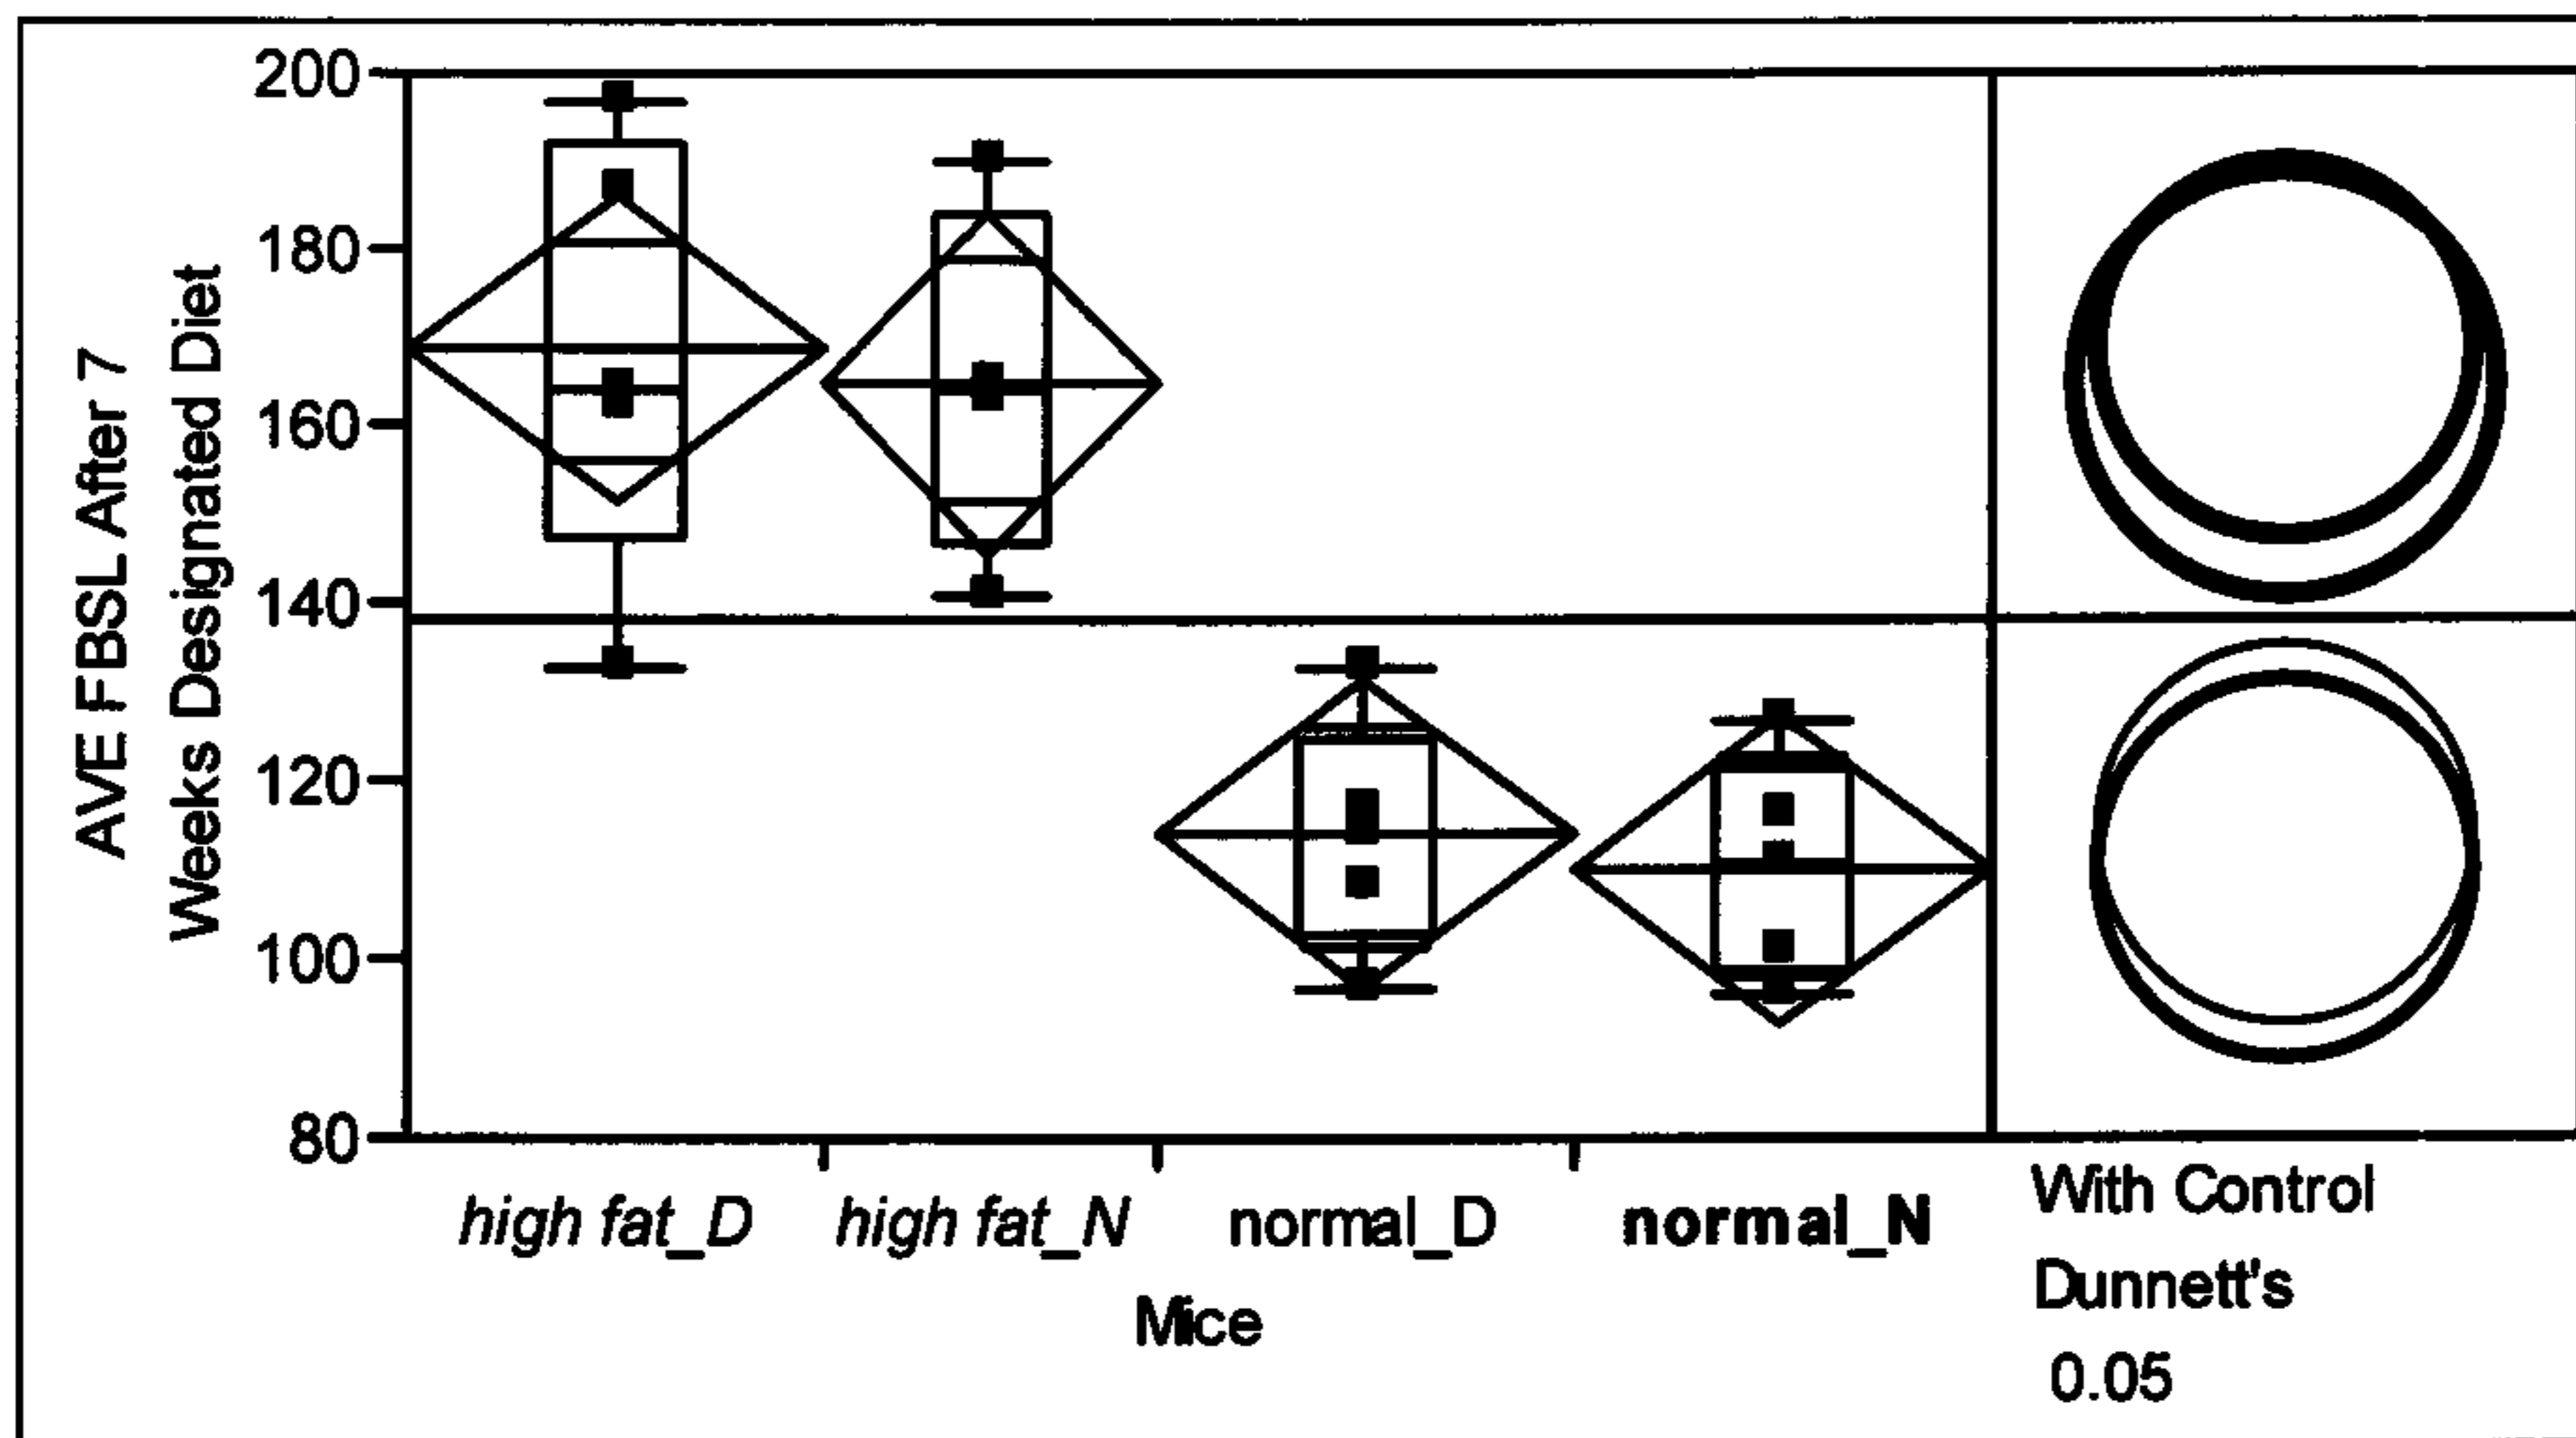 AVE FBSL After 7
Weeks Designated Diet
200
180
160
140
120
100
80
high fat_D
high fat_N
normal_D
normal_N
Mice
With Control
Dunnett's
0.05